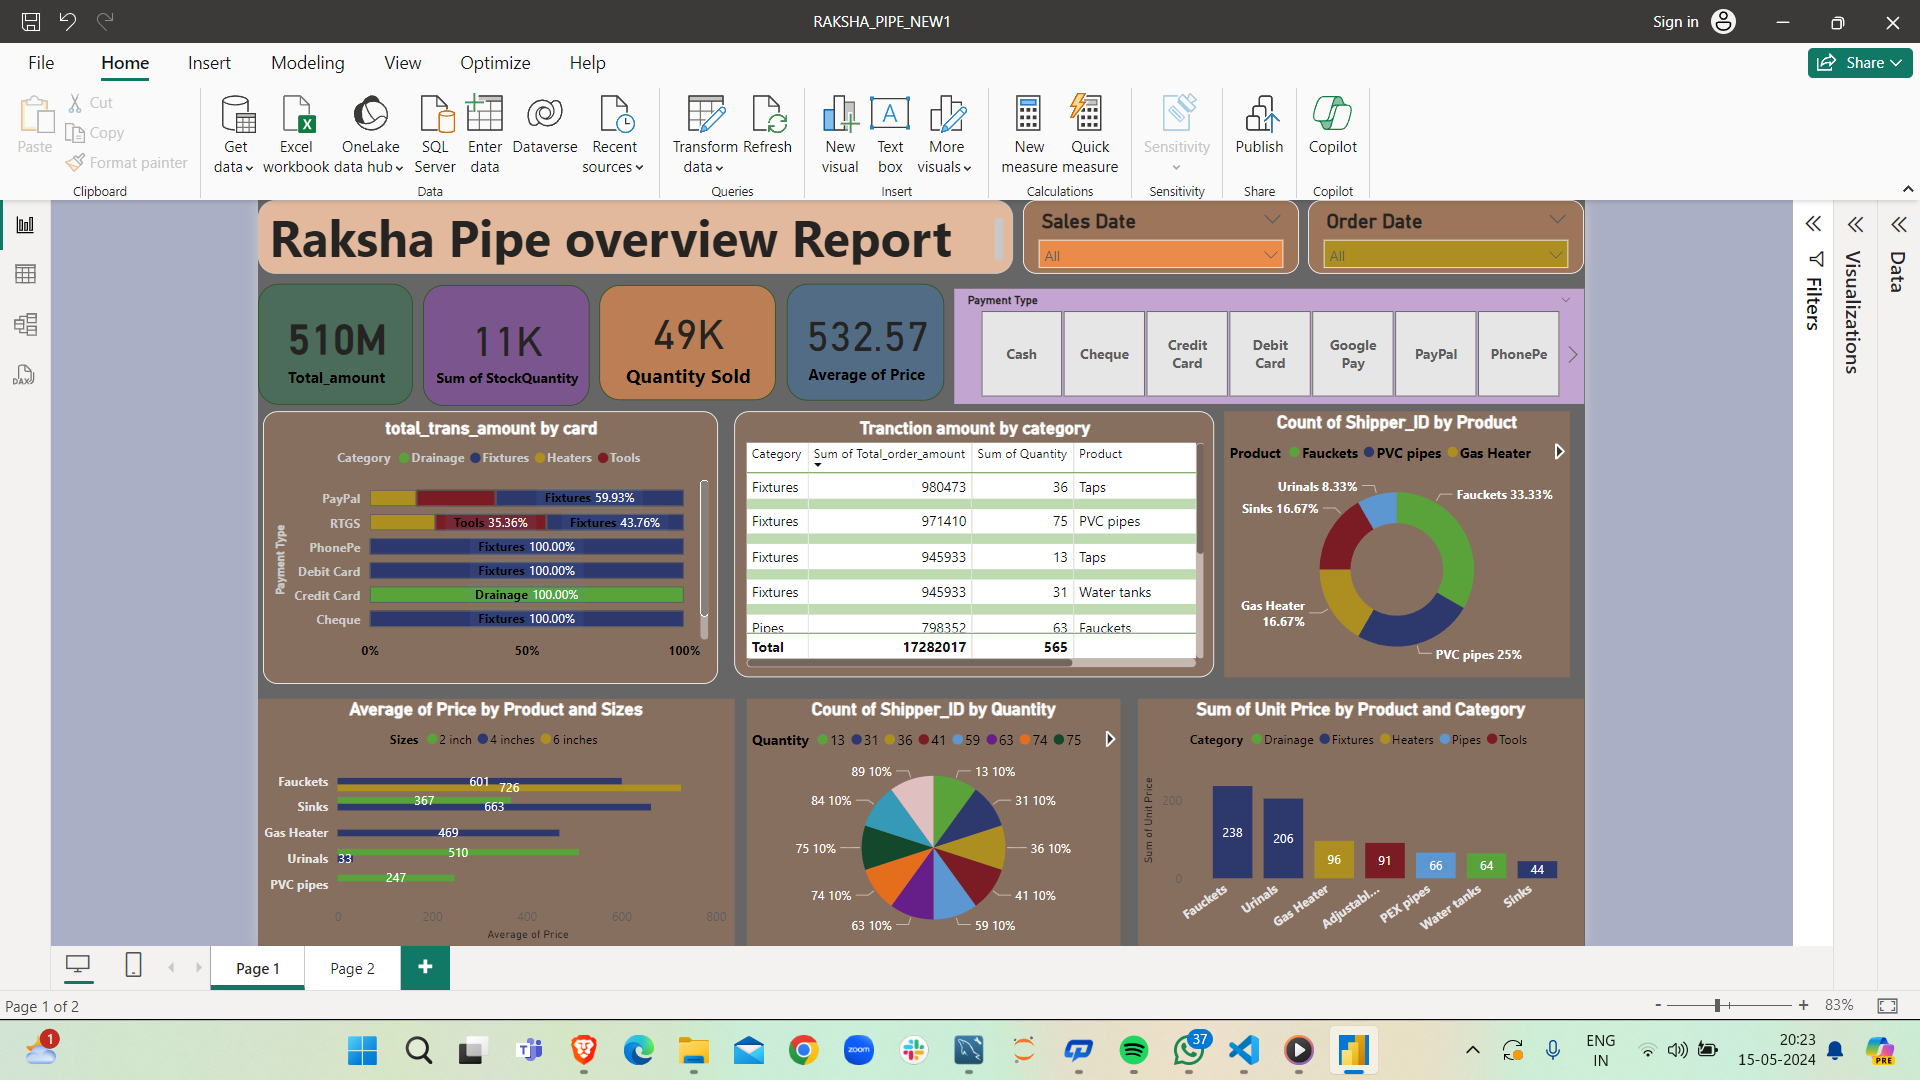 RAKSHA_PIPE_NEW1
Sign in
File Home Insert Modeling View Optimize Help
Share
Paste
Cut
Copy
Format painter
Get data
Excel workbook
OneLake data hub
SQL Server
Enter data
Dataverse
Recent sources
Transform data
Refresh
New visual
Text box
More visuals
New measure
Quick measure
Sensitivity
Publish
Copilot
Clipboard
Data
Queries
Insert
Calculations
Sensitivity
Share
Copilot
Raksha Pipe overview Report
Sales Date
All
Order Date
All
Filters
Visualizations
Data
510M
Total_amount
11K
Sum of StockQuantity
49K
Quantity Sold
532.57
Average of Price
Payment Type
Cash
Cheque
Credit Card
Debit Card
Google Pay
PayPal
PhonePe
total_trans_amount by card
Category Drainage Fixtures Heaters Tools
Payment Type
PayPal Fixtures 59.93%
RTGS Tools 35.36% Fixtures 43.76%
PhonePe Fixtures 100.00%
Debit Card Fixtures 100.00%
Credit Card Drainage 100.00%
Cheque Fixtures 100.00%
0% 50% 100%
Tranction amount by category
Category Sum of Total_order_amount Sum of Quantity Product
Fixtures 980473 36 Taps
Fixtures 971410 75 PVC pipes
Fixtures 945933 13 Taps
Fixtures 945933 31 Water tanks
Pipes 798352 63 Fauckets
Total 17282017 565
Count of Shipper_ID by Product
Product Fauckets PVC pipes Gas Heater
Urinals 8.33%
Fauckets 33.33%
Sinks 16.67%
Gas Heater 16.67%
PVC pipes 25%
Average of Price by Product and Sizes
Sizes 2 inch 4 inches 6 inches
Fauckets 601
726
Sinks 367
663
Gas Heater 469
Urinals 510
33
PVC pipes 247
0 200 400 600 800
Average of Price
Count of Shipper_ID by Quantity
Quantity 13 31 36 41 59 63 74 75
89 10% 13 10%
84 10% 31 10%
75 10% 36 10%
74 10% 41 10%
63 10% 59 10%
Sum of Unit Price by Product and Category
Category Drainage Fixtures Heaters Pipes Tools
Sum of Unit Price
200
0
238 206 96 91 66 64 44
Fauckets Urinals Gas Heater Adjustabl... PEX pipes Water tanks Sinks
Page 1
Page 2
+
Page 1 of 2
- + 83%
1
zoom
37
ENG
IN
20:23
15-05-2024
PRE
DAX